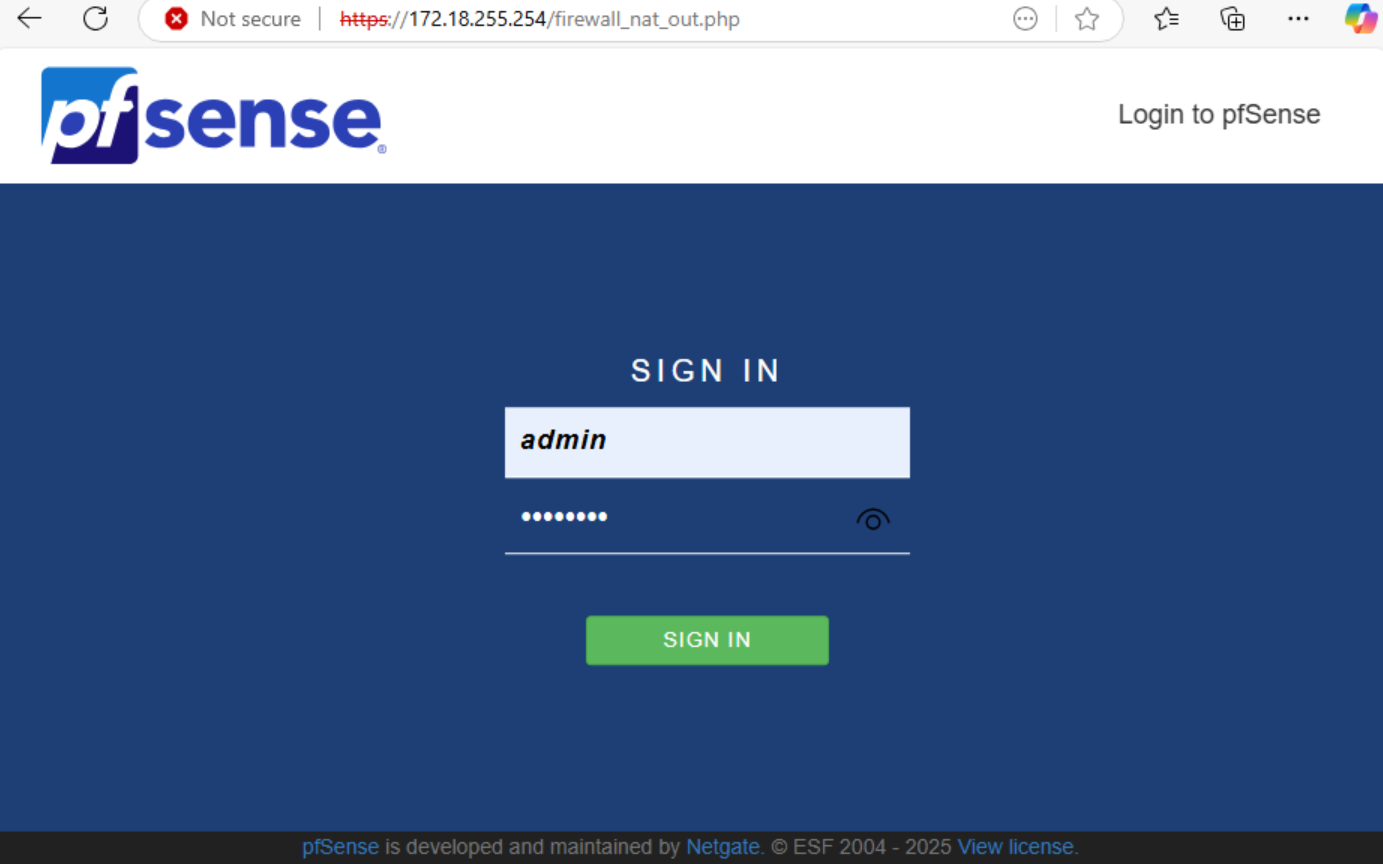 Not secure | https://172.18.255.254/firewall_nat_out.php
pfsense®
Login to pfSense
SIGN IN
admin
••••••••
SIGN IN
pfSense is developed and maintained by Netgate. © ESF 2004 - 2025 View license.